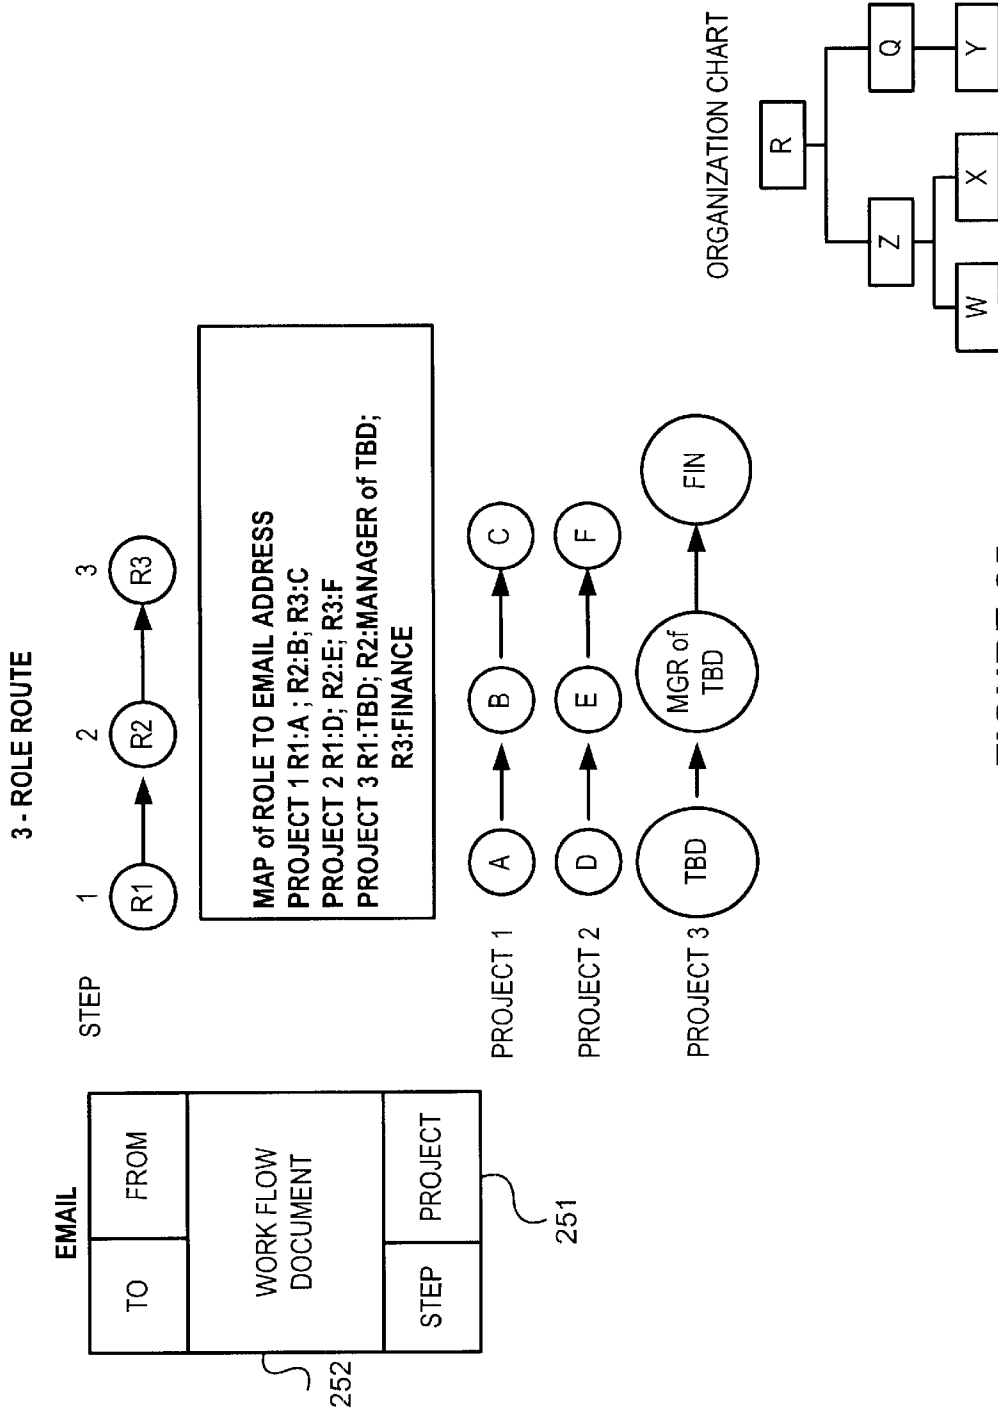 3 - ROLE ROUTE
EMAIL
TO
FROM
WORK FLOW
DOCUMENT
STEP
PROJECT
252
251
STEP
1
2
3
R1
R2
R3
MAP of ROLE TO EMAIL ADDRESS
PROJECT 1 R1:A ; R2:B; R3:C
PROJECT 2 R1:D; R2:E; R3:F
PROJECT 3 R1:TBD; R2:MANAGER of TBD;
R3:FINANCE
PROJECT 1
A
B
C
PROJECT 2
D
E
F
PROJECT 3
TBD
MGR of
TBD
FIN
ORGANIZATION CHART
R
Z
Q
W
X
Y